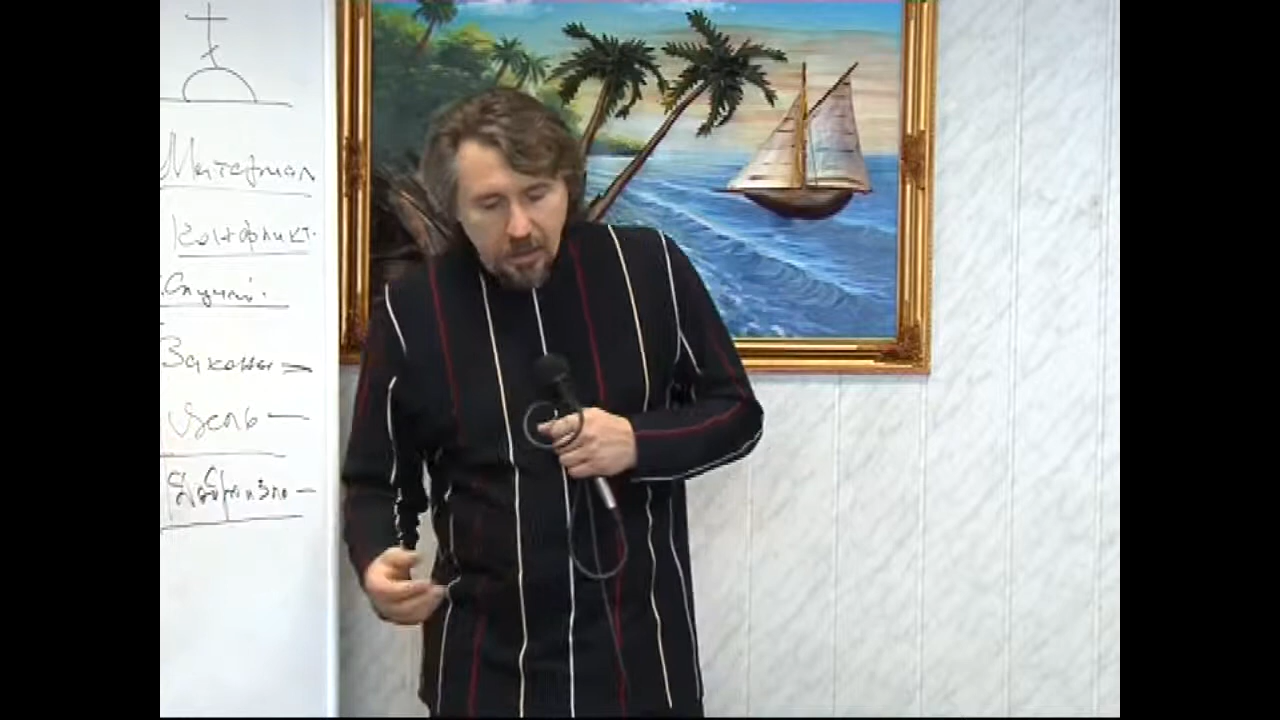 Материал
Конфликт.
Случай.
Законы —
Цель —
Добро и Зло —